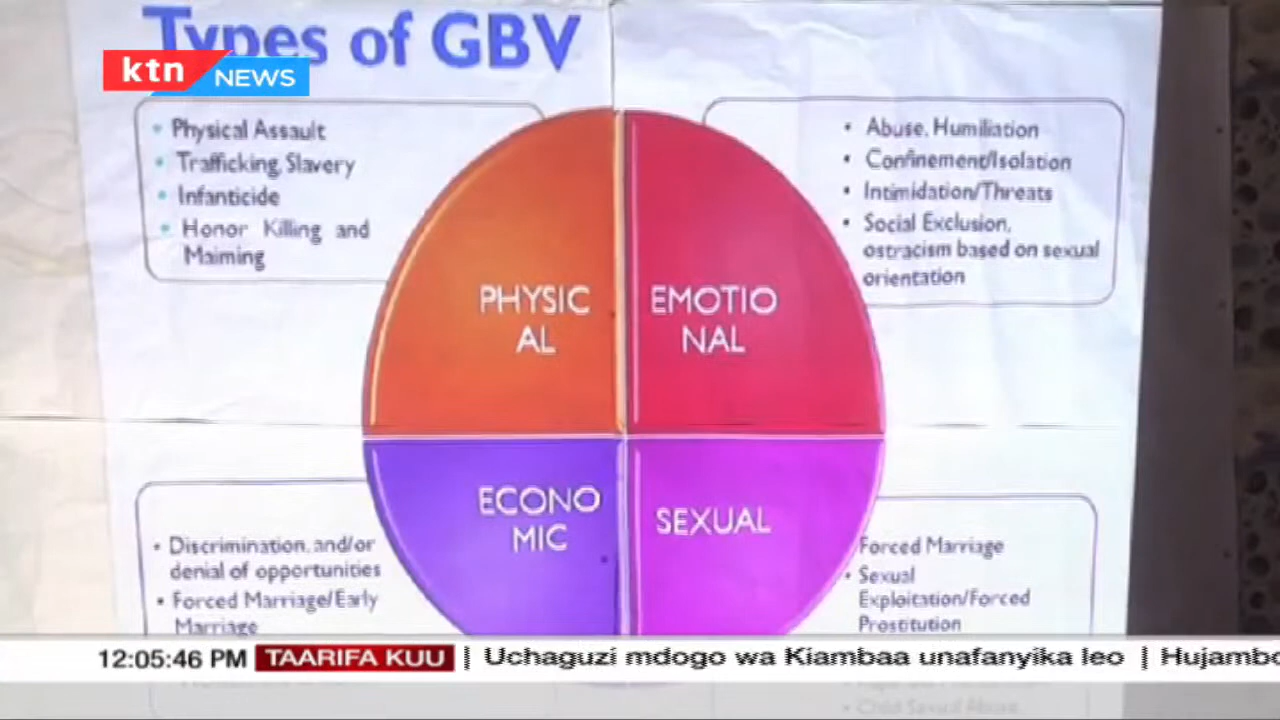 Types of GBV
ktn NEWS
• Physical Assault
• Trafficking, Slavery
• Infanticide
• Honor Killing and
Maiming
• Abuse, Humiliation
• Confinement/Isolation
• Intimidation/Threats
• Social Exclusion,
ostracism based on sexual
orientation
PHYSIC
AL
EMOTIO
NAL
ECONO
MIC
SEXUAL
• Discrimination, and/or
denial of opportunities
• Forced Marriage/Early
Marriage
Forced Marriage
• Sexual
Exploitation/Forced
Prostitution
12:05:46 PM TAARIFA KUU | Uchaguzi mdogo wa Kiambaa unafanyika leo | Hujambo
• Child Sexual Abuse,